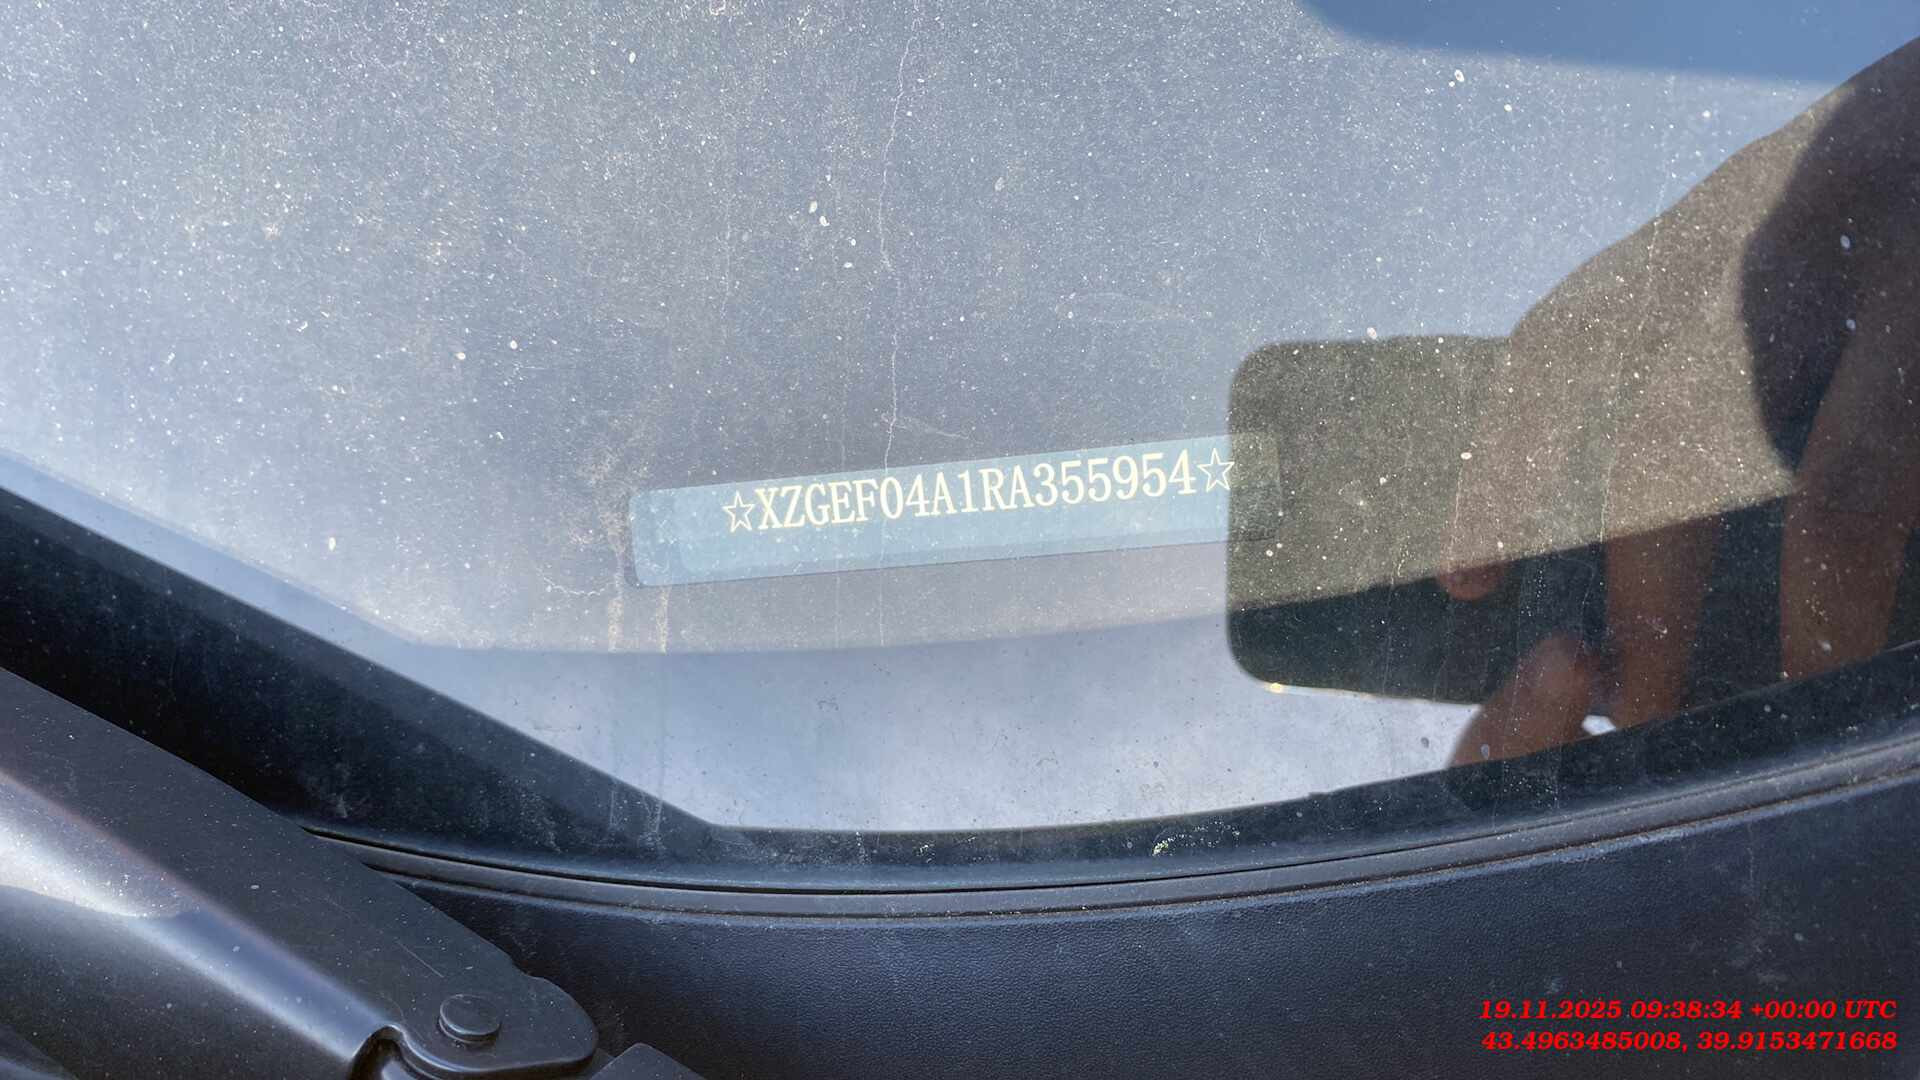 ☆XZGEF04A1RA355954☆
19.11.2025 09:38:34 +00:00 UTC
43.4963485008, 39.9153471668